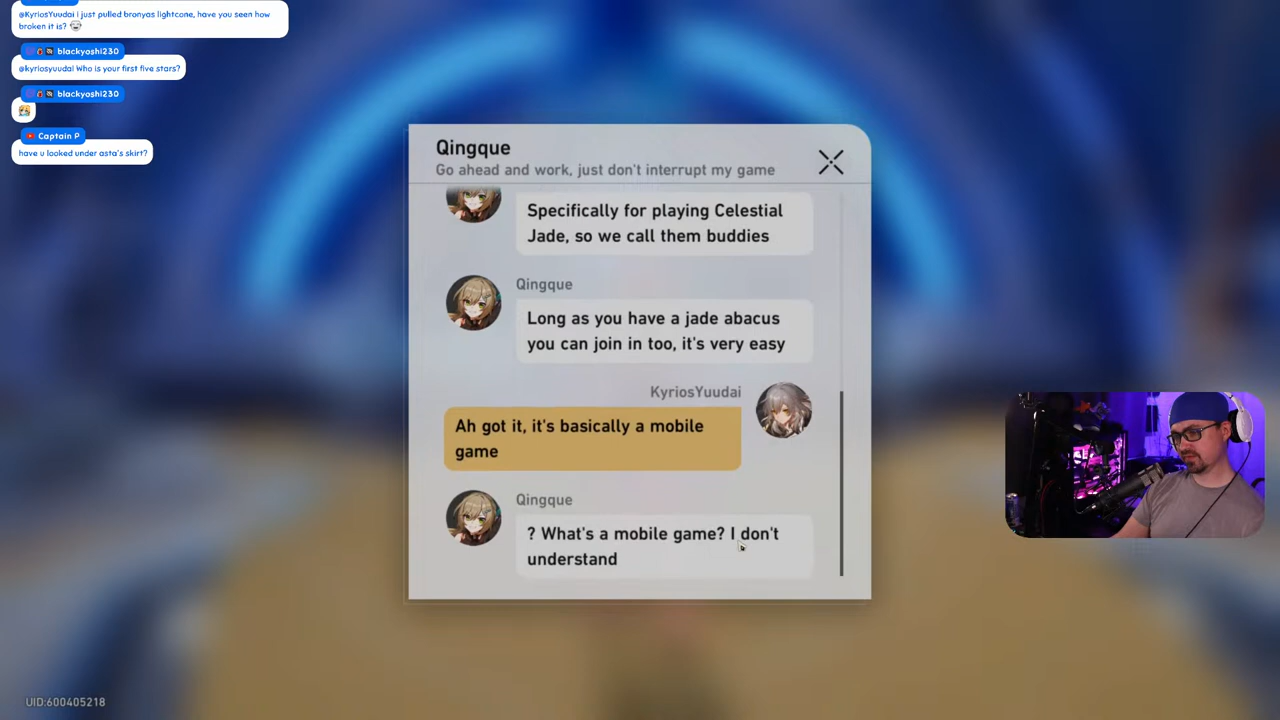 @KyriosYuudai i just pulled bronyas lightcone, have you seen how
broken it is?
blackyoshi230
@kyriosyuudai Who is your first five stars?
blackyoshi230
Captain P
have u looked under asta's skirt?
Qingque
Go ahead and work, just don't interrupt my game
Specifically for playing Celestial
Jade, so we call them buddies
Qingque
Long as you have a jade abacus
you can join in too, it's very easy
KyriosYuudai
Ah got it, it's basically a mobile
game
Qingque
? What's a mobile game? I don't
understand
UID:600405218